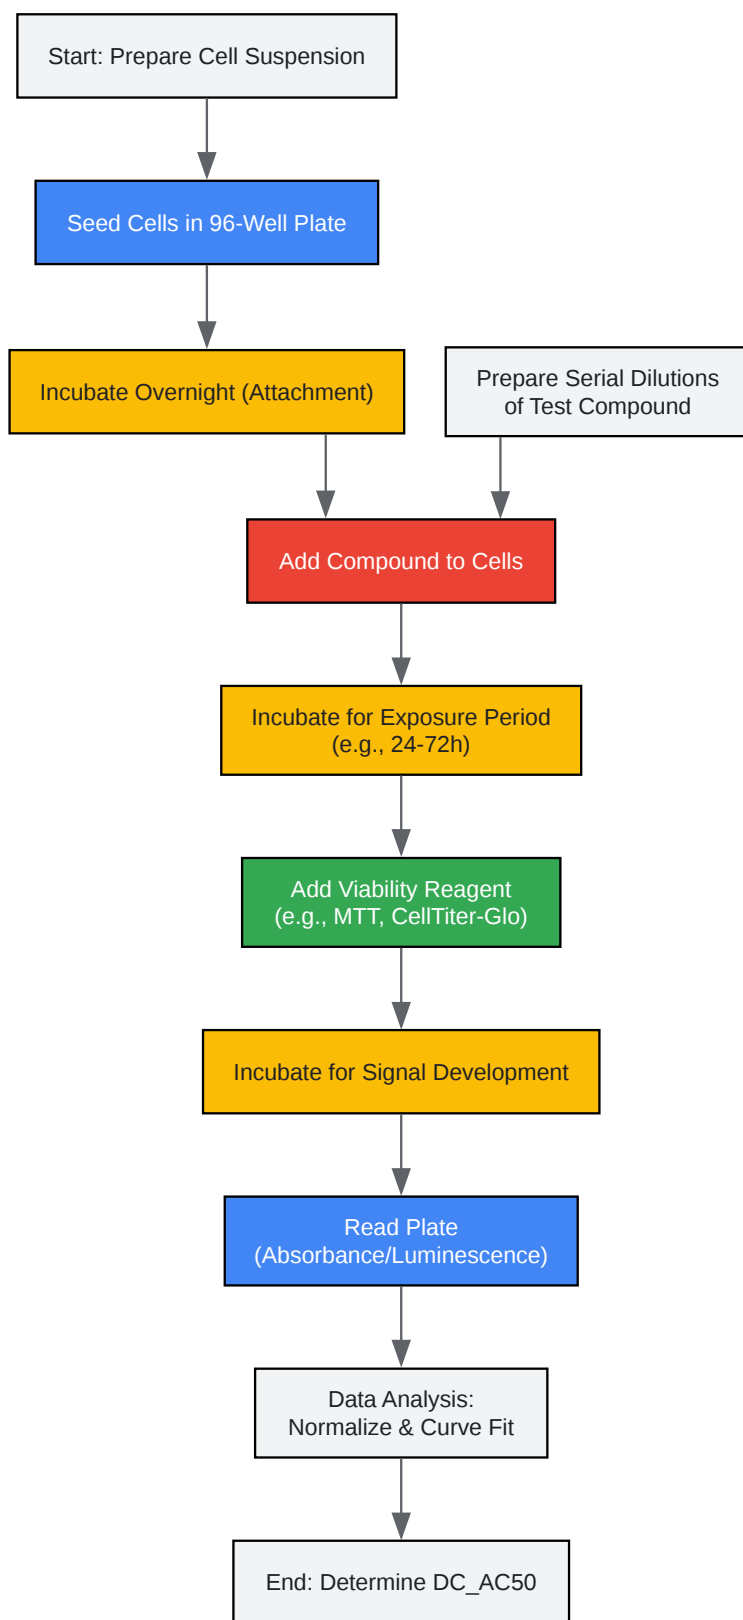 Start: Prepare Cell Suspension
Seed Cells in 96-Well Plate
Incubate Overnight (Attachment)
Prepare Serial Dilutions
of Test Compound
Add Compound to Cells
Incubate for Exposure Period
(e.g., 24-72h)
Add Viability Reagent
(e.g., MTT, CellTiter-Glo)
Incubate for Signal Development
Read Plate
(Absorbance/Luminescence)
Data Analysis:
Normalize & Curve Fit
End: Determine DC_AC50